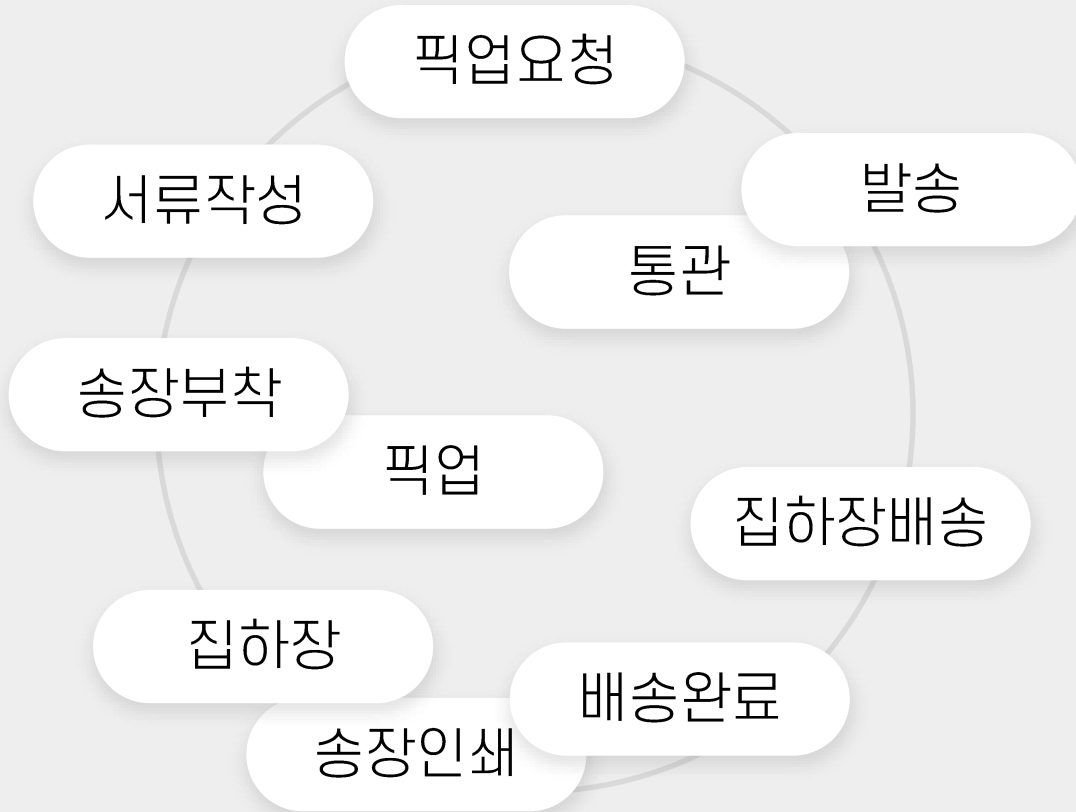 픽업요청
발송
서류작성
통관
송장부착
픽업
집하장배송
집하장
배송완료
송장인쇄